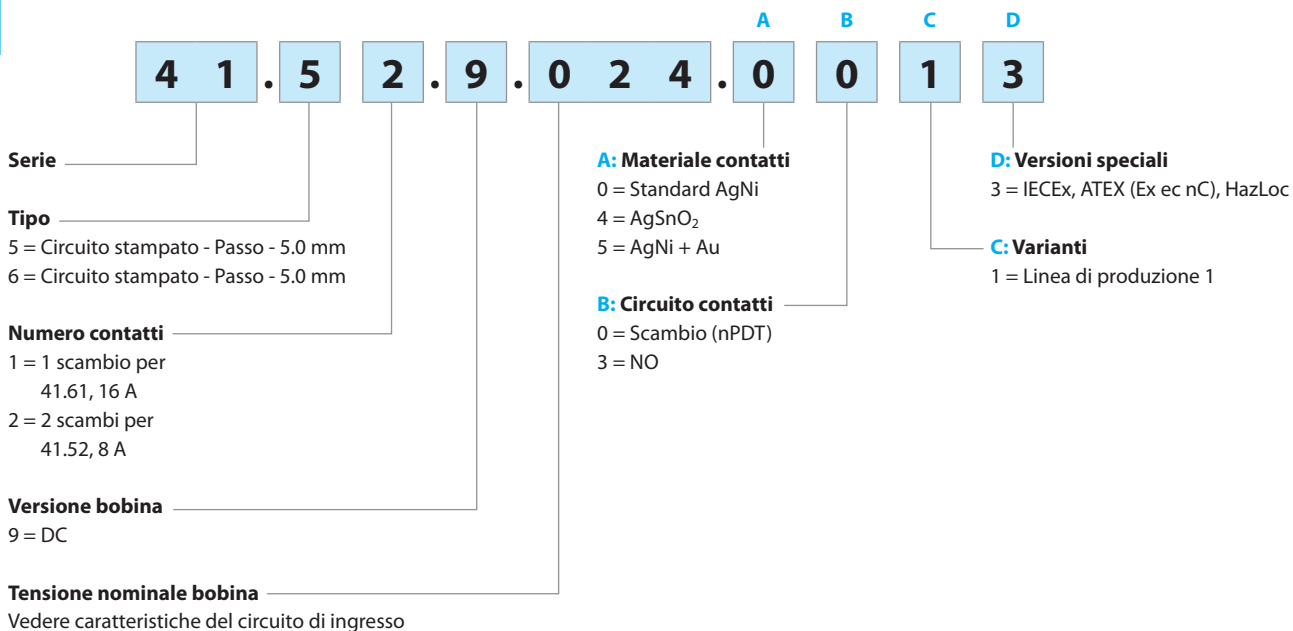 A B C D
4 1 . 5 2 . 9 . 0 2 4 . 0 0 1 3
Serie
Tipo
5 = Circuito stampato - Passo - 5.0 mm
6 = Circuito stampato - Passo - 5.0 mm
Numero contatti
1 = 1 scambio per
41.61, 16 A
2 = 2 scambi per
41.52, 8 A
Versione bobina
9 = DC
Tensione nominale bobina
Vedere caratteristiche del circuito di ingresso
A: Materiale contatti
0 = Standard AgNi
4 = AgSnO₂
5 = AgNi + Au
B: Circuito contatti
0 = Scambio (nPDT)
3 = NO
D: Versioni speciali
3 = IECEx, ATEX (Ex ec nC), HazLoc
C: Varianti
1 = Linea di produzione 1